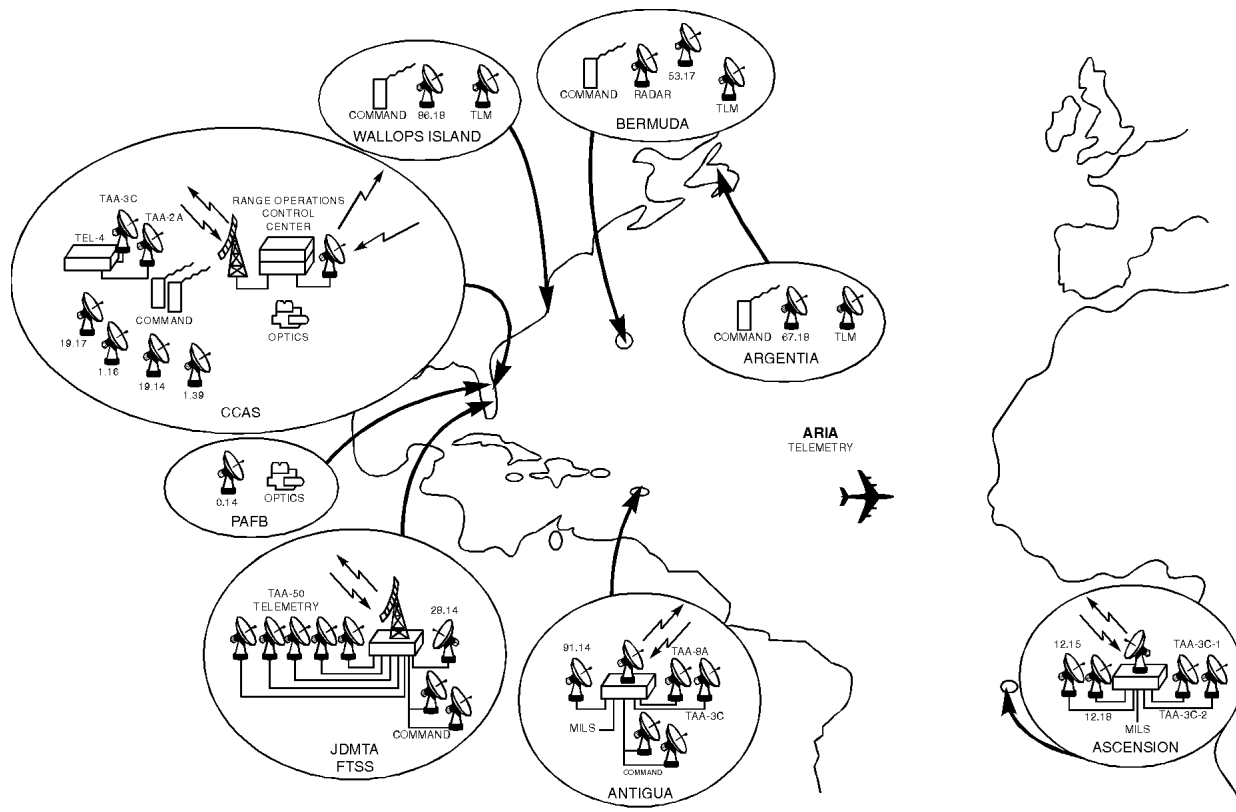 COMMAND
86.18
TLM
WALLOPS ISLAND
COMMAND
RADAR
53.17
TLM
BERMUDA
TAA-3C
TAA-2A
TEL-4
RANGE OPERATIONS
CONTROL
CENTER
COMMAND
OPTICS
19.17
1.16
19.14
1.39
CCAS
COMMAND
67.18
TLM
ARGENTIA
ARIA
TELEMETRY
0.14
OPTICS
PAFB
TAA-50
TELEMETRY
28.14
COMMAND
JDMTA
FTSS
91.14
TAA-8A
TAA-3C
MILS
COMMAND
ANTIGUA
12.15
TAA-3C-1
12.18
TAA-3C-2
MILS
ASCENSION